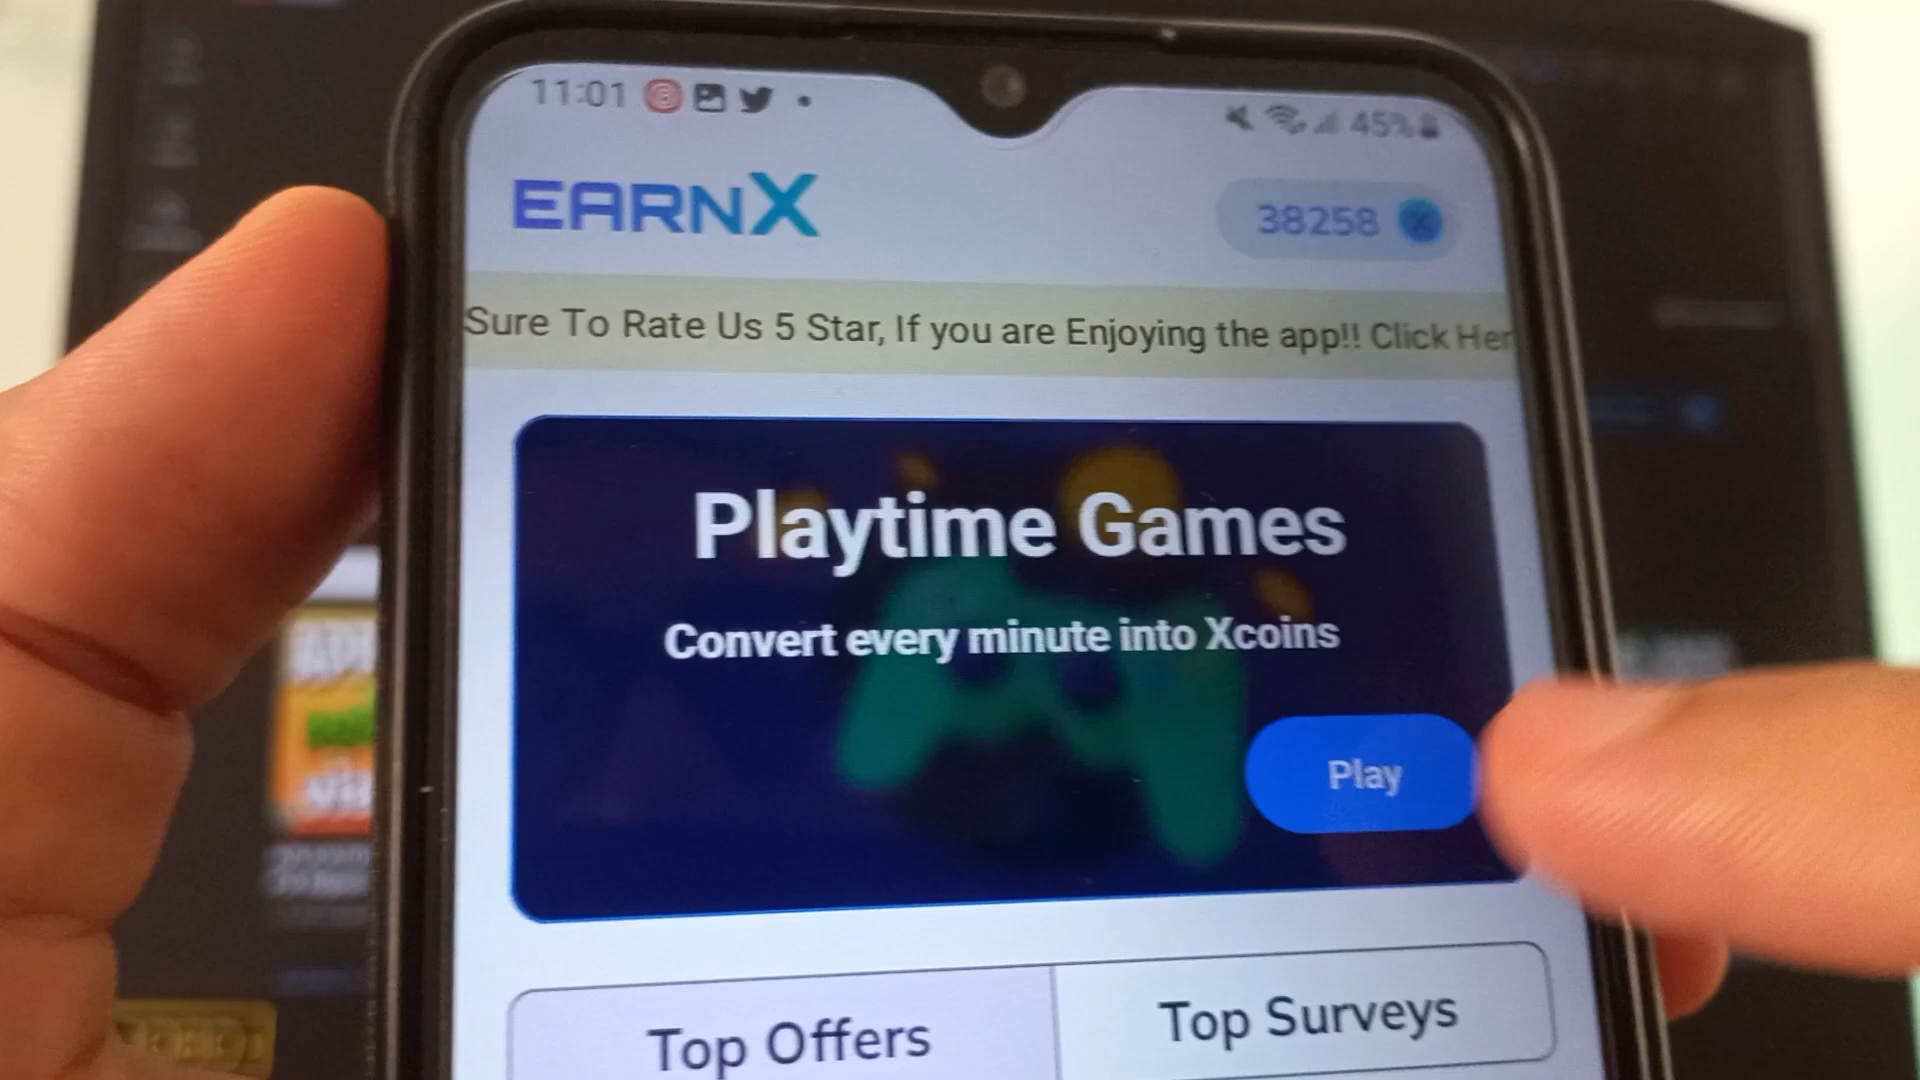 11:01
45%
EARNX
38258
Sure To Rate Us 5 Star, If you are Enjoying the app!! Click Her
Playtime Games
Convert every minute into Xcoins
Play
Top Offers
Top Surveys